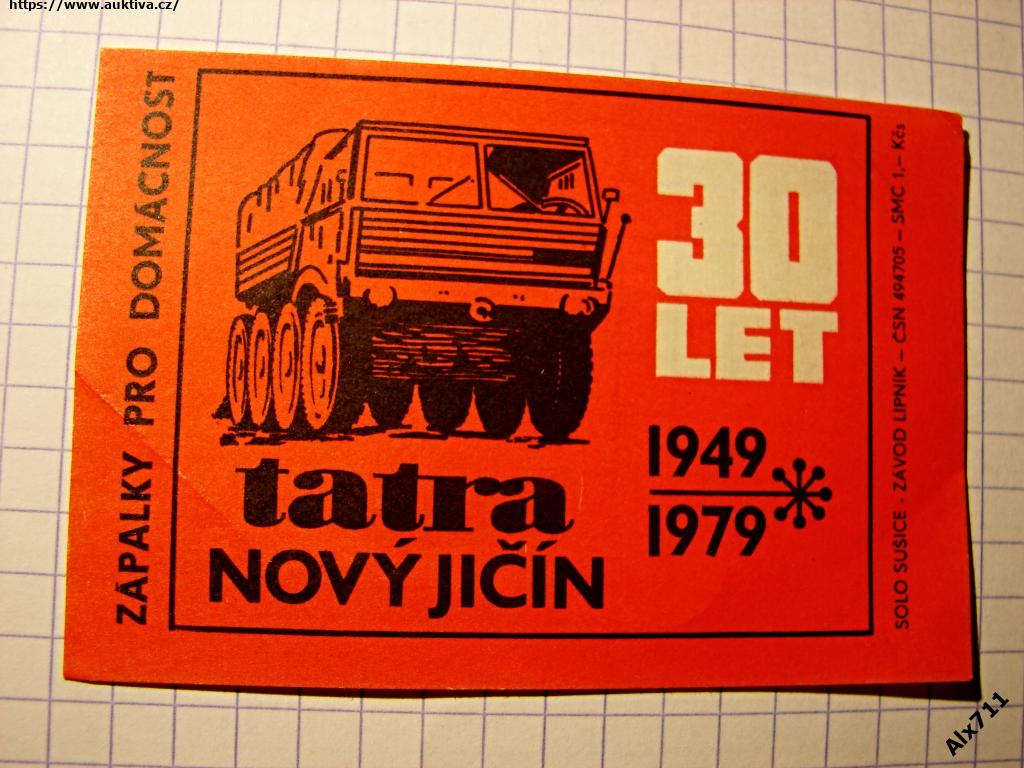 https://www.auktiva.cz/
ZÁPALKY PRO DOMÁCNOST
30
LET
1949
1979
tatra
NOVÝ JIČÍN
SOLO SUŠICE - ZÁVOD LIPNÍK – ČSN 494705 – SMC 1,– Kčs
Alx711